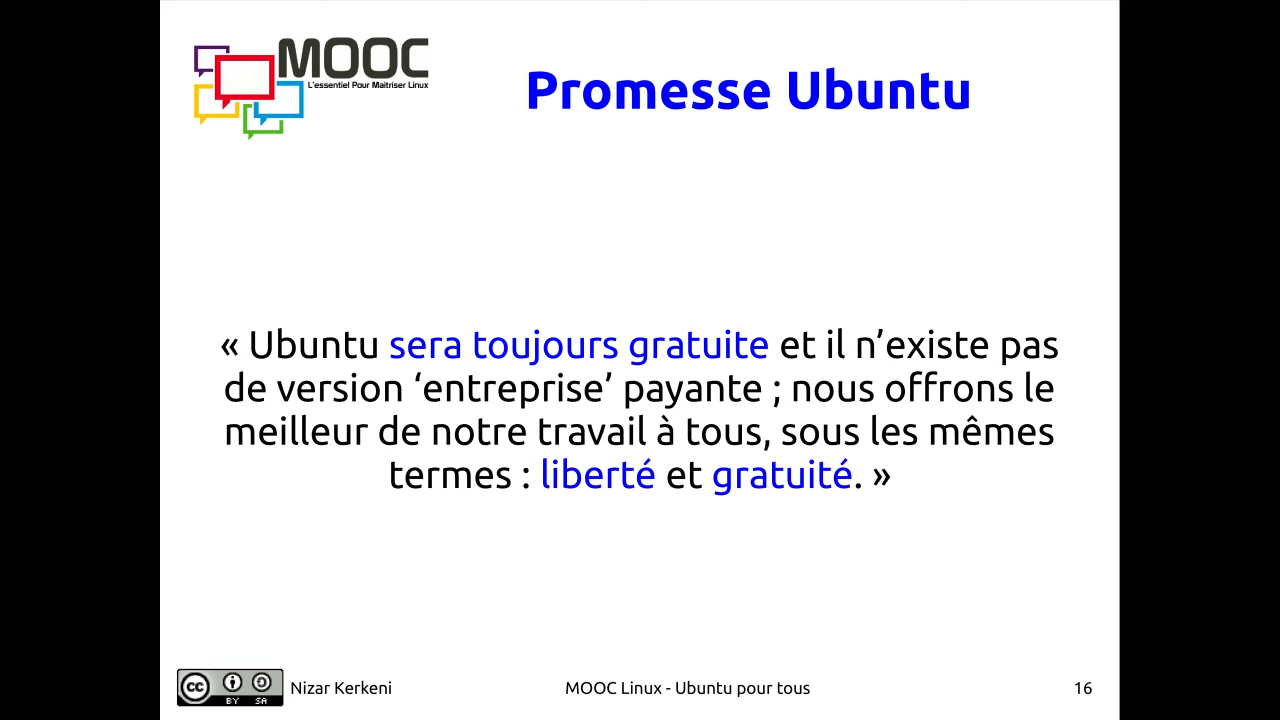 MOOC
L'essentiel Pour Maitriser Linux
Promesse Ubuntu
« Ubuntu sera toujours gratuite et il n’existe pas
de version ‘entreprise’ payante ; nous offrons le
meilleur de notre travail à tous, sous les mêmes
termes : liberté et gratuité. »
cc BY SA
Nizar Kerkeni
MOOC Linux - Ubuntu pour tous
16